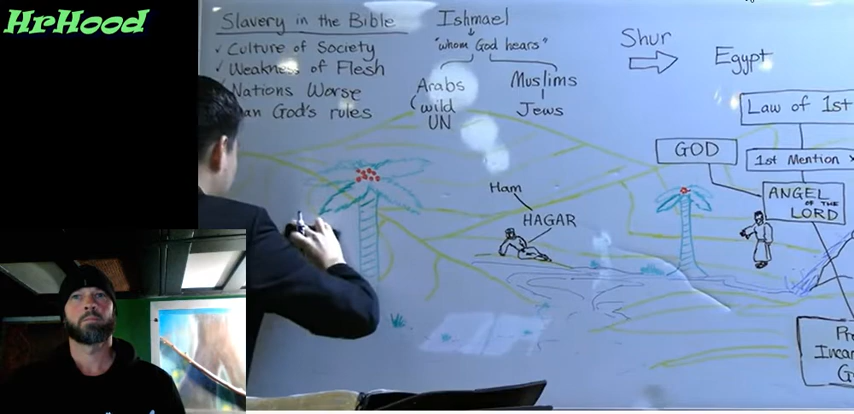 HrHood
Slavery in the Bible
✓ Culture of Society
✓ Weakness of Flesh
Nations Worse
an God's rules
Ishmael
"whom God hears"
Arabs
(wild
UN
Muslims
Jews
Shur
Egypt
Law of 1st
GOD
1st Mention
ANGEL
OF THE
LORD
Ham
HAGAR
Pr
Incar
G